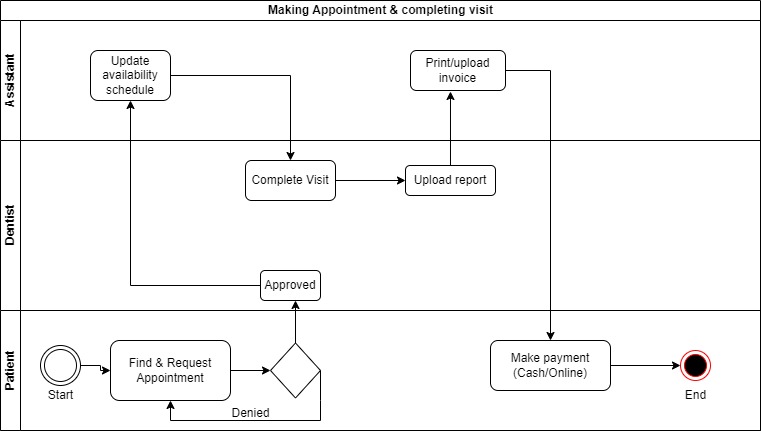 Making Appointment & completing visit
Assistant
Update
availability
schedule
Print/upload
invoice
Dentist
Complete Visit
Upload report
Approved
Patient
Start
Find & Request
Appointment
Denied
Make payment
(Cash/Online)
End